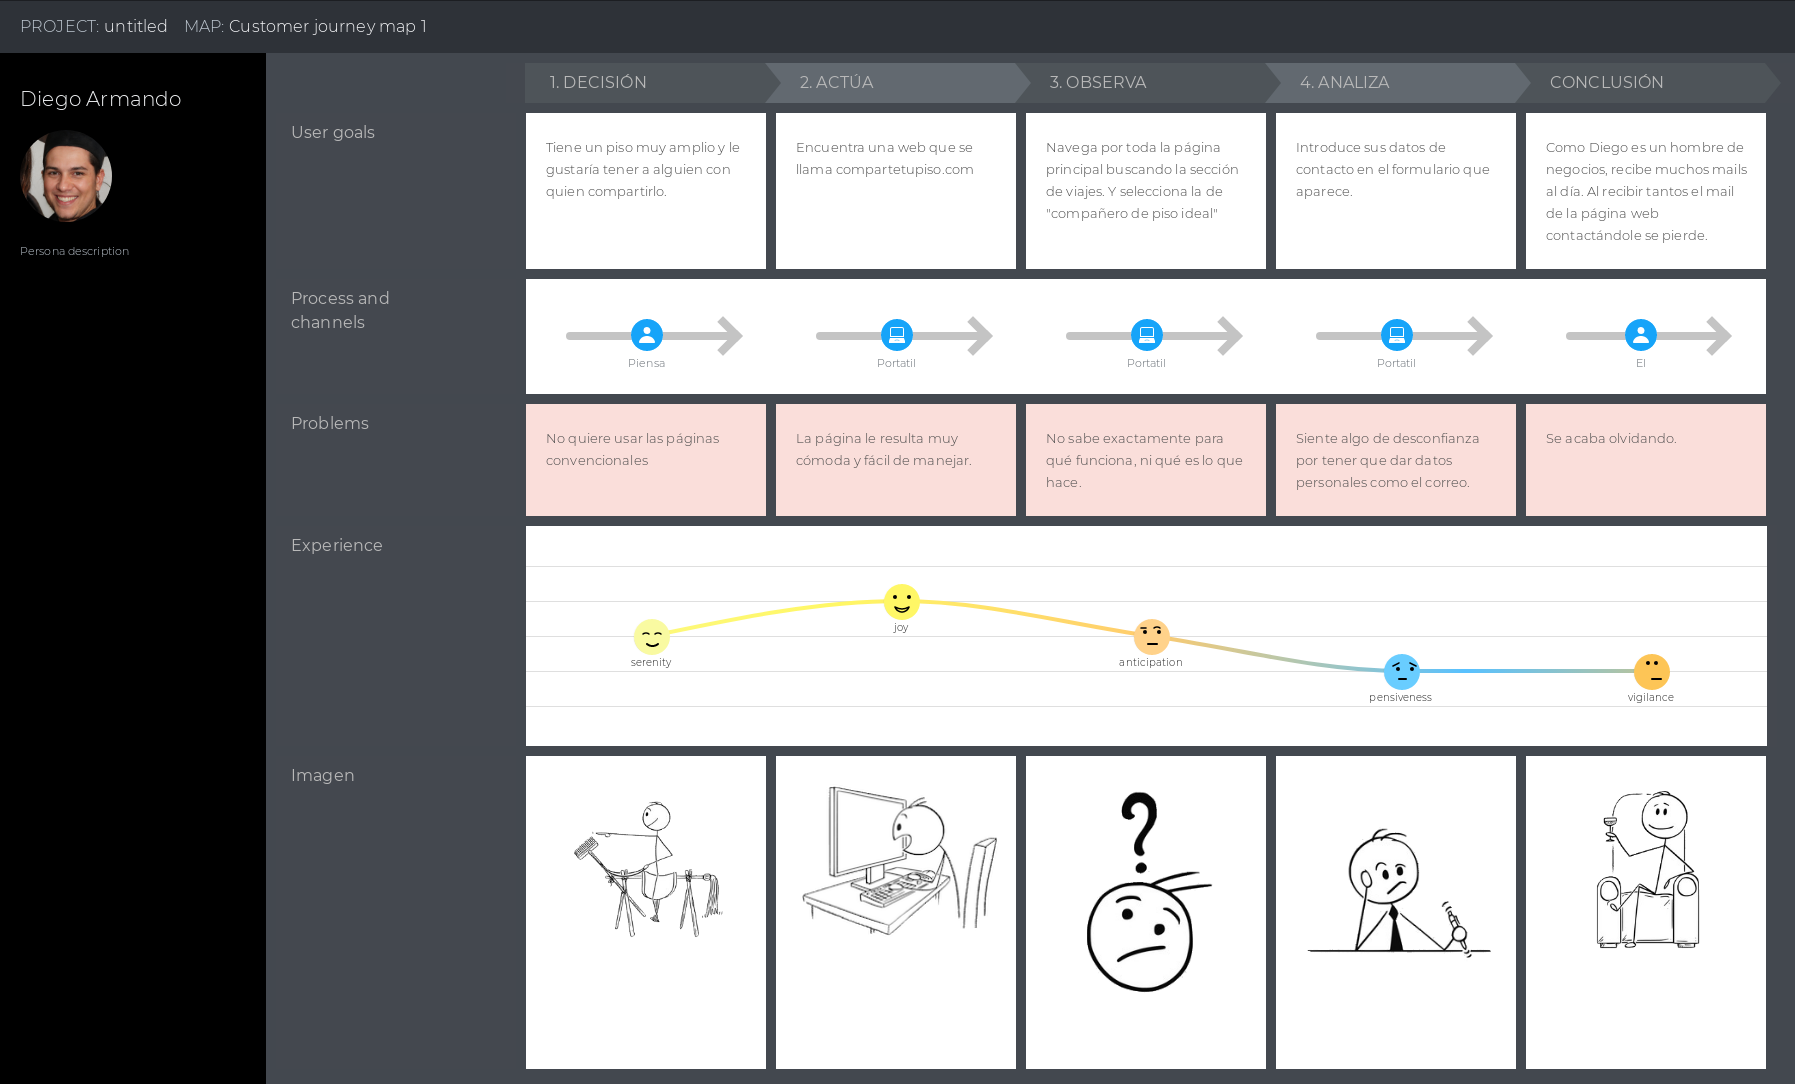 PROJECT: untitled MAP: Customer journey map 1
Diego Armando
Persona description
1. DECISIÓN
2. ACTÚA
3. OBSERVA
4. ANALIZA
CONCLUSIÓN
User goals
Tiene un piso muy amplio y le
gustaría tener a alguien con
quien compartirlo.
Encuentra una web que se
llama compartetupiso.com
Navega por toda la página
principal buscando la sección
de viajes. Y selecciona la de
"compañero de piso ideal"
Introduce sus datos de
contacto en el formulario que
aparece.
Como Diego es un hombre de
negocios, recibe muchos mails
al día. Al recibir tantos el mail
de la página web
contactándole se pierde.
Process and
channels
Piensa
Portatil
Portatil
Portatil
El
Problems
No quiere usar las páginas
convencionales
La página le resulta muy
cómoda y fácil de manejar.
No sabe exactamente para
qué funciona, ni qué es lo que
hace.
Siente algo de desconfianza
por tener que dar datos
personales como el correo.
Se acaba olvidando.
Experience
serenity
joy
anticipation
pensiveness
vigilance
Imagen